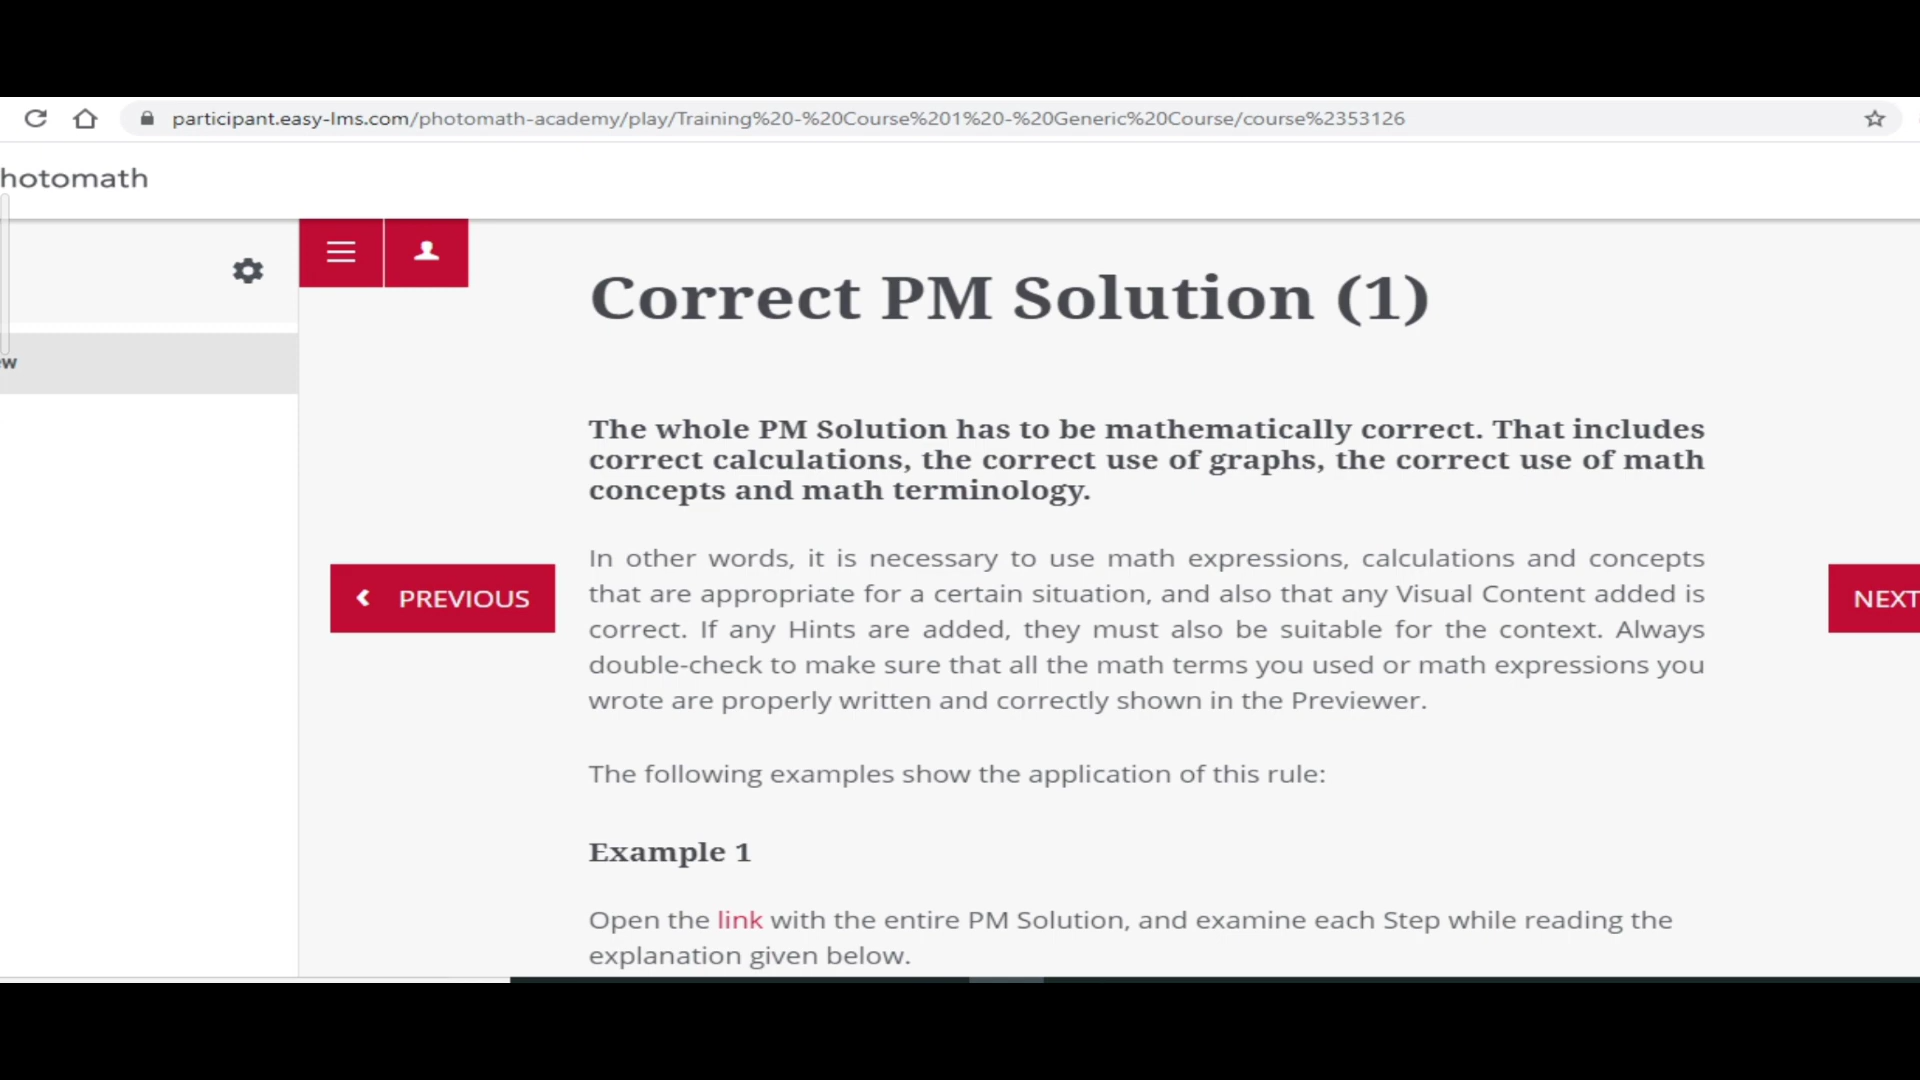 participant.easy-lms.com/photomath-academy/play/Training%20-%20Course%201%20-%20Generic%20Course/course%2353126
hotomath
ew
Correct PM Solution (1)
The whole PM Solution has to be mathematically correct. That includes
correct calculations, the correct use of graphs, the correct use of math
concepts and math terminology.
In other words, it is necessary to use math expressions, calculations and concepts
that are appropriate for a certain situation, and also that any Visual Content added is
correct. If any Hints are added, they must also be suitable for the context. Always
double-check to make sure that all the math terms you used or math expressions you
wrote are properly written and correctly shown in the Previewer.
PREVIOUS
NEXT
The following examples show the application of this rule:
Example 1
Open the link with the entire PM Solution, and examine each Step while reading the
explanation given below.